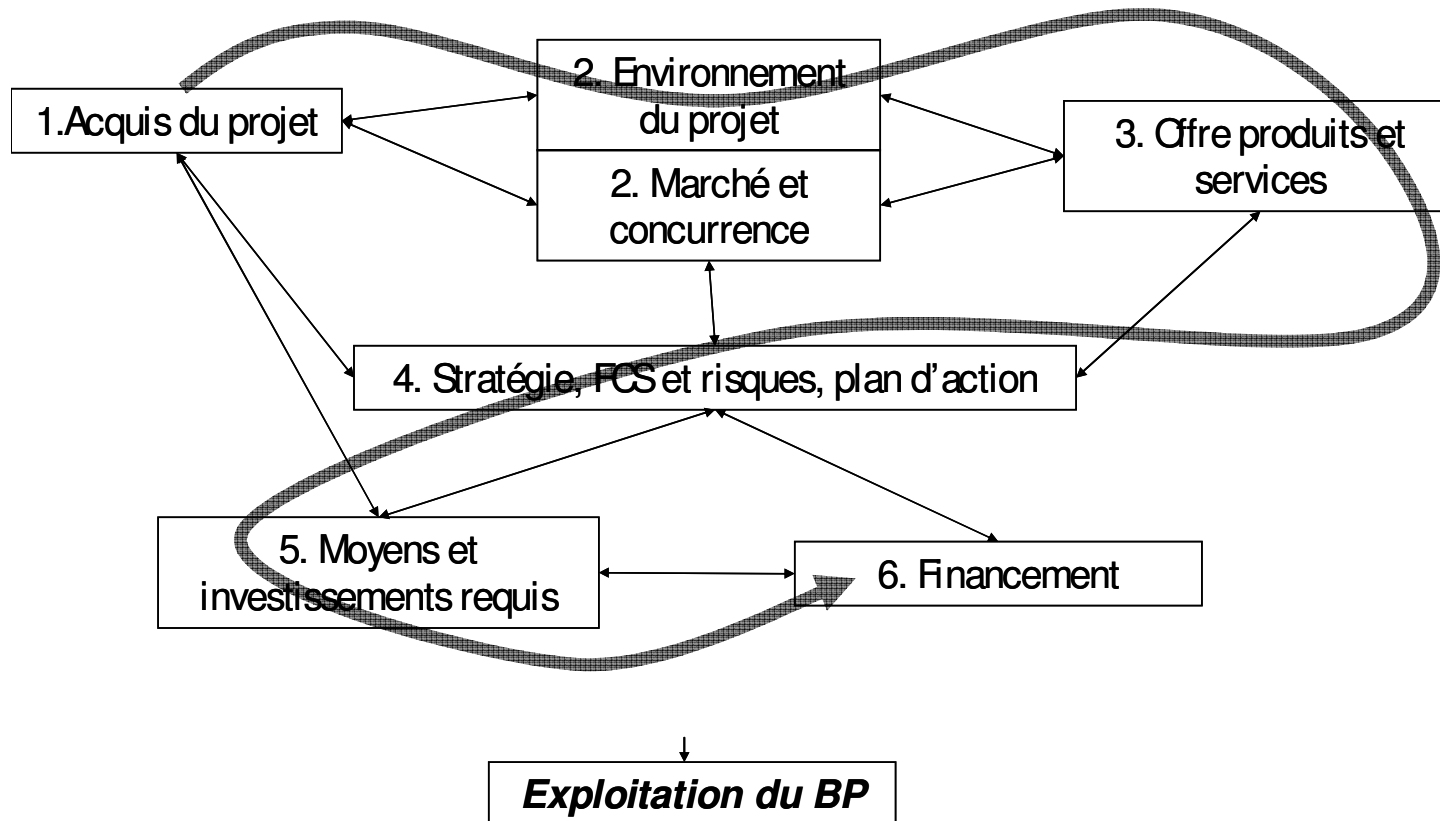 1.Acquis du projet
2. Environnement
du projet
2. Marché et
concurrence
3. Offre produits et
services
4. Stratégie, FCS et risques, plan d’action
5. Moyens et
investissements requis
6. Financement
Exploitation du BP